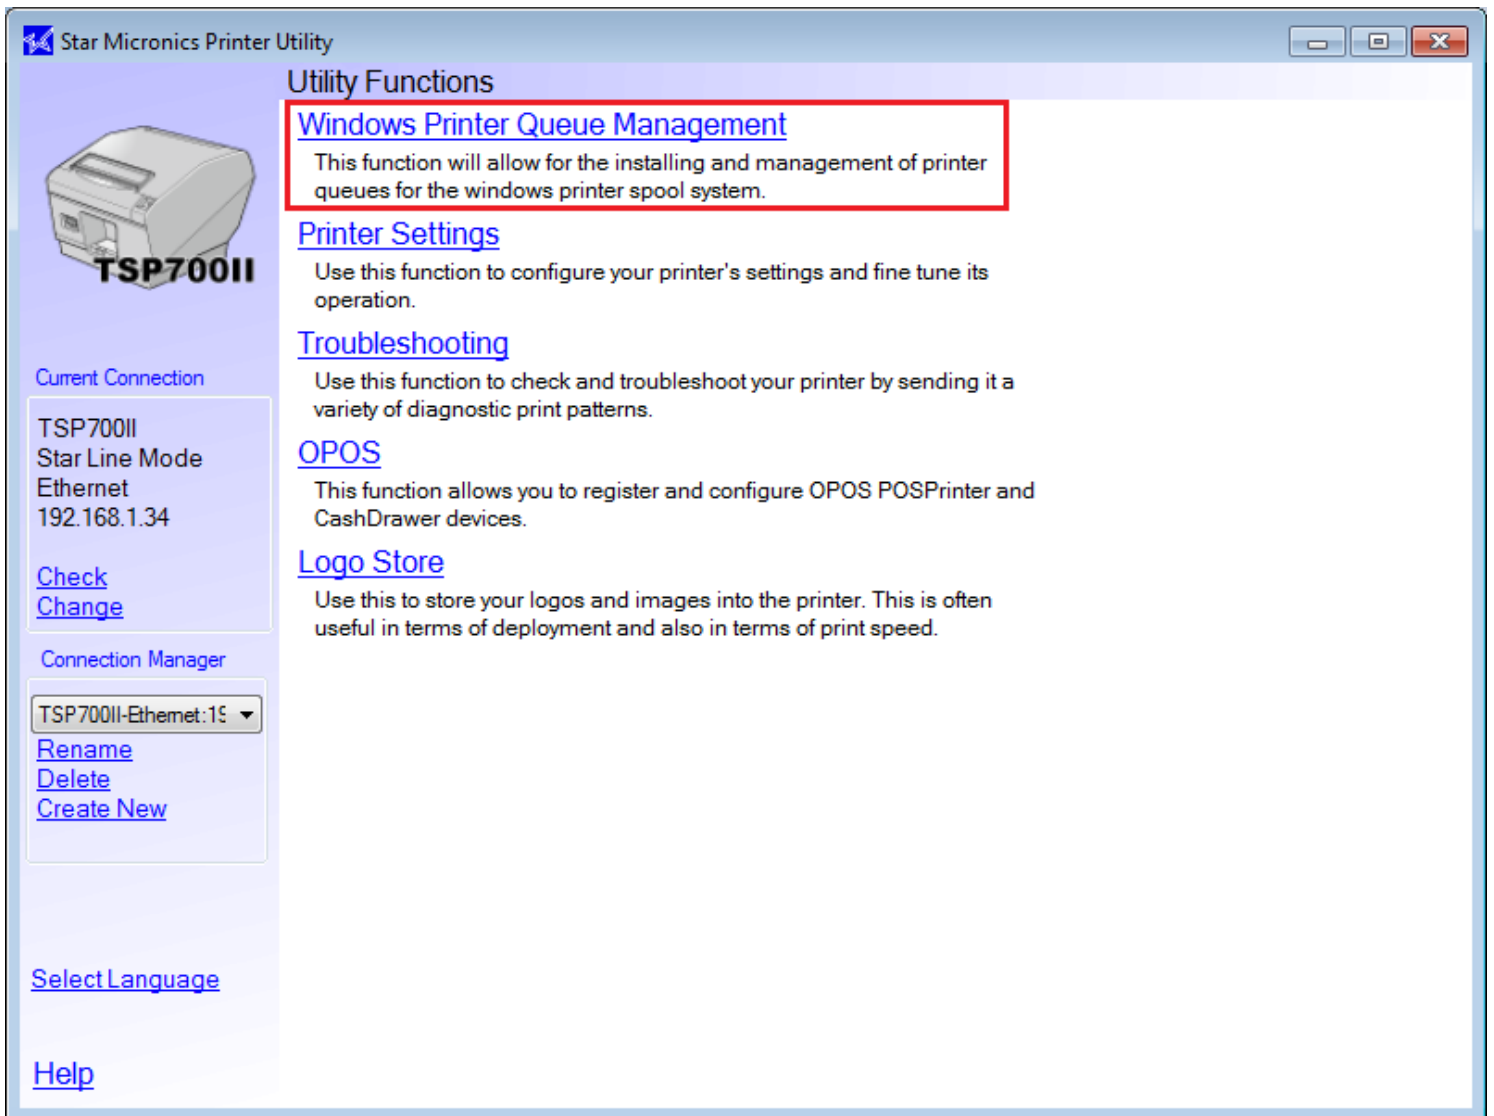 Star Micronics Printer Utility
Utility Functions
Windows Printer Queue Management
This function will allow for the installing and management of printer
queues for the windows printer spool system.
Printer Settings
Use this function to configure your printer's settings and fine tune its
operation.
Troubleshooting
Use this function to check and troubleshoot your printer by sending it a
variety of diagnostic print patterns.
OPOS
This function allows you to register and configure OPOS POSPrinter and
CashDrawer devices.
Logo Store
Use this to store your logos and images into the printer. This is often
useful in terms of deployment and also in terms of print speed.
TSP700II
Current Connection
TSP700II
Star Line Mode
Ethernet
192.168.1.34
Check
Change
Connection Manager
TSP700II-Ethernet:19
Rename
Delete
Create New
Select Language
Help